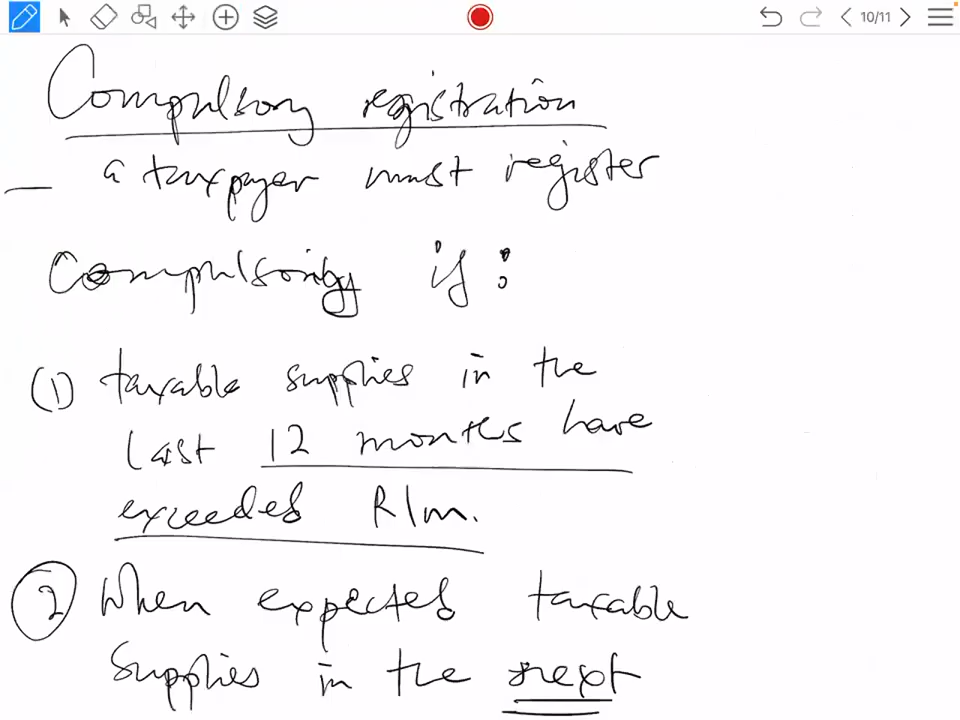 10/11
Compulsory registration
— a taxpayer must register
Compulsorily if:
(1) taxable supplies in the
last 12 months have
exceeded R1m.
② When expected taxable
supplies in the next